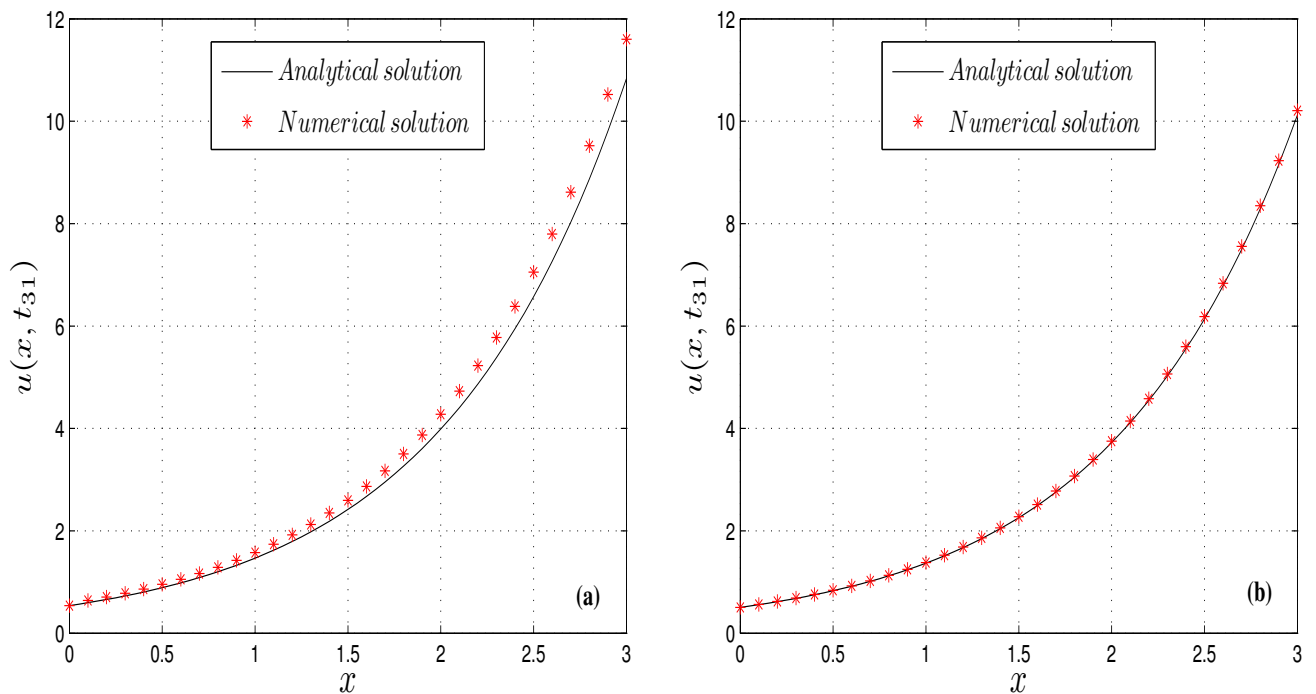 12
10
8
6
4
2
0
u(x, t₃₁)
Analytical solution
Numerical solution
(a)
0 0.5 1 1.5 2 2.5 3
x
12
10
8
6
4
2
0
u(x, t₃₁)
Analytical solution
Numerical solution
(b)
0 0.5 1 1.5 2 2.5 3
x